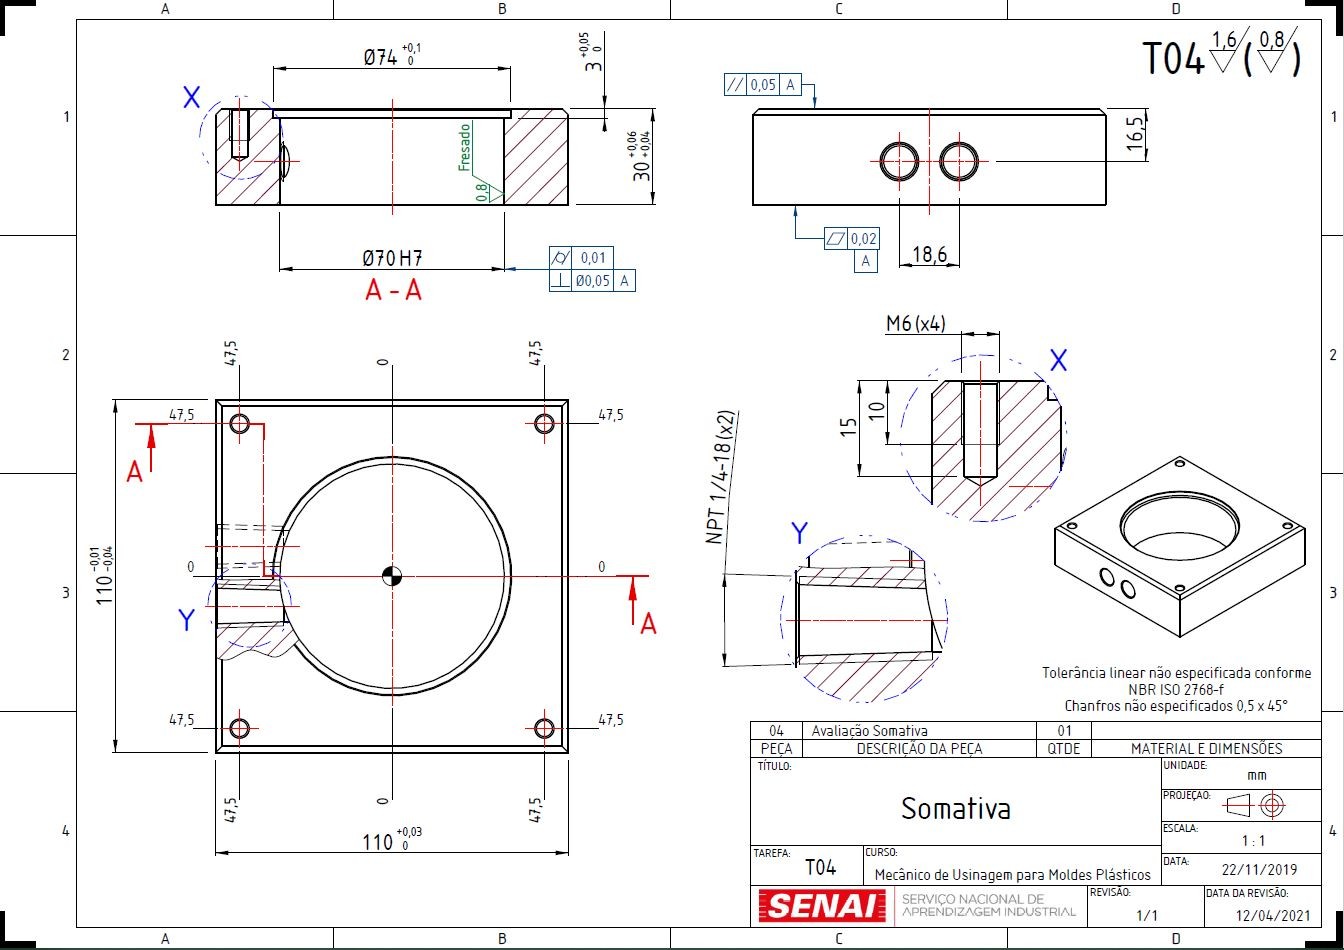 A B C D
1 2 3 4
1 2 3 4
A B C D
X
Ø74 +0,1 0
3 +0,05 0
Fresado
0,8
30 +0,06 +0,04
Ø70 H7
0,01
Ø0,05 A
A - A
// 0,05 A
16,5
0,02
A
18,6
T04 1,6 ( 0,8 )
47,5 0 47,5
47,5 47,5
A
110 -0,01 -0,04
0 0
Y
A
47,5 47,5
47,5 0 47,5
110 +0,03 0
M6 (x4)
X
15
10
NPT 1/4-18 (x2)
Y
Tolerância linear não especificada conforme
NBR ISO 2768-f
Chanfros não especificados 0,5 x 45°
04 Avaliação Somativa 01
PEÇA DESCRIÇÃO DA PEÇA QTDE MATERIAL E DIMENSÕES
TÍTULO:
Somativa
UNIDADE:
mm
PROJEÇÃO:
ESCALA:
1 : 1
TAREFA:
T04
CURSO:
Mecânico de Usinagem para Moldes Plásticos
DATA:
22/11/2019
SENAI
SERVIÇO NACIONAL DE
APRENDIZAGEM INDUSTRIAL
REVISÃO:
1/1
DATA DA REVISÃO:
12/04/2021